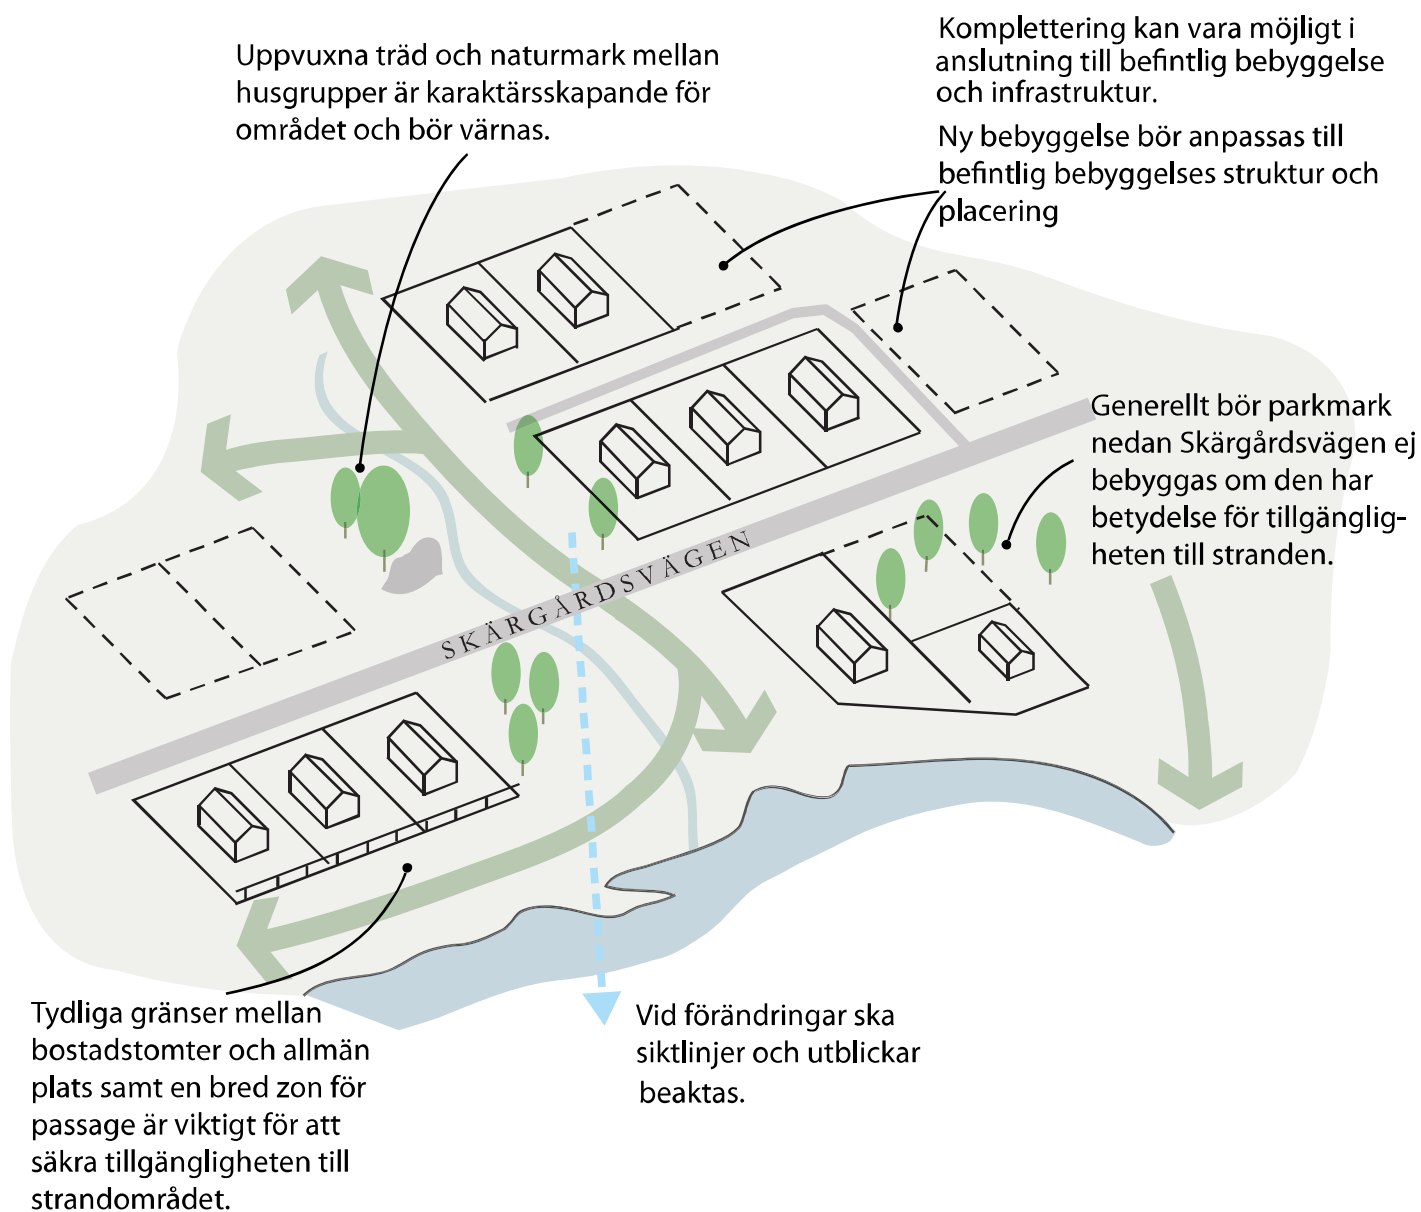 Uppvuxna träd och naturmark mellan
husgrupper är karaktärsskapande för
området och bör värnas.
Komplettering kan vara möjligt i
anslutning till befintlig bebyggelse
och infrastruktur.
Ny bebyggelse bör anpassas till
befintlig bebyggelses struktur och
placering
Generellt bör parkmark
nedan Skärgårdsvägen ej
bebyggas om den har
betydelse för tillgänglig-
heten till stranden.
SKÄRGÅRDSVÄGEN
Tydliga gränser mellan
bostadstomter och allmän
plats samt en bred zon för
passage är viktigt för att
säkra tillgängligheten till
strandområdet.
Vid förändringar ska
siktlinjer och utblickar
beaktas.